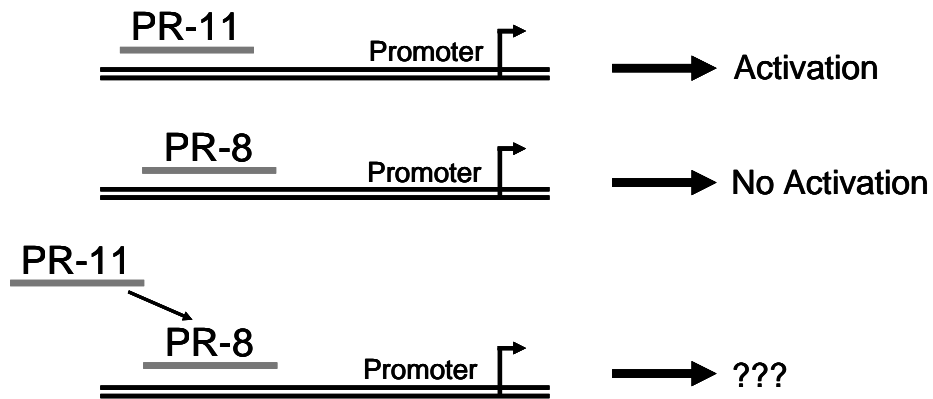 PR-11
Promoter
Activation
PR-8
Promoter
No Activation
PR-11
PR-8
Promoter
???